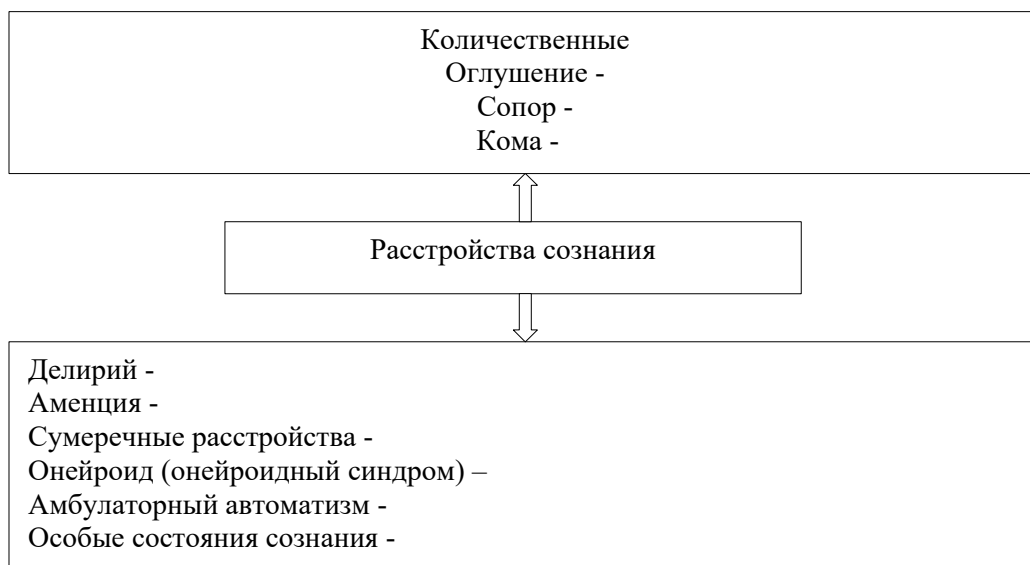 Количественные
Оглушение -
Сопор -
Кома -
Расстройства сознания
Делирий -
Аменция -
Сумеречные расстройства -
Онейроид (онейроидный синдром) –
Амбулаторный автоматизм -
Особые состояния сознания -